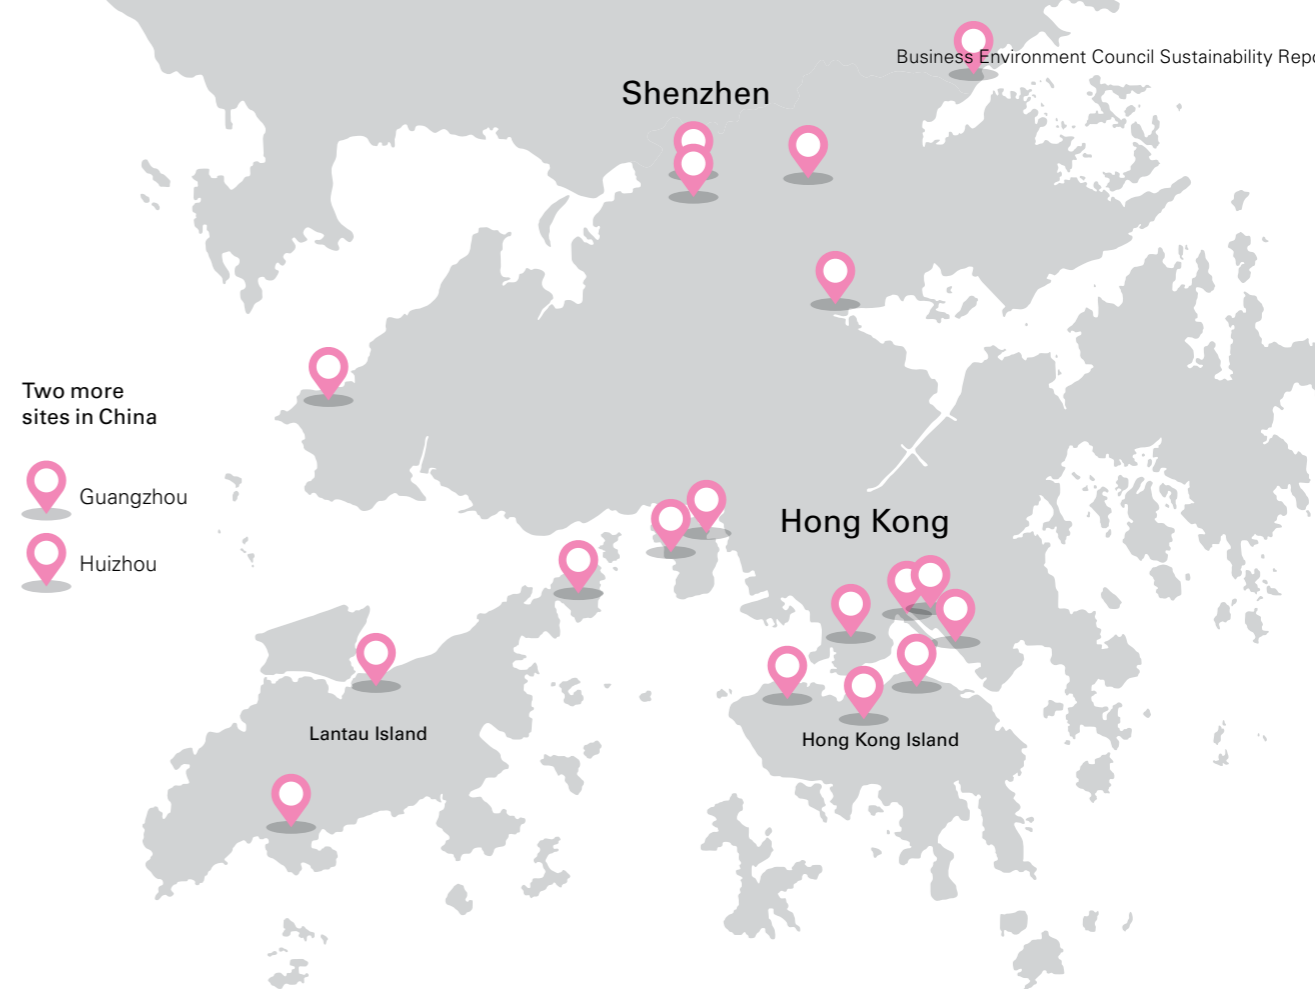 Business Environment Council Sustainability Repo
Shenzhen
Two more
sites in China
Guangzhou
Huizhou
Hong Kong
Lantau Island
Hong Kong Island